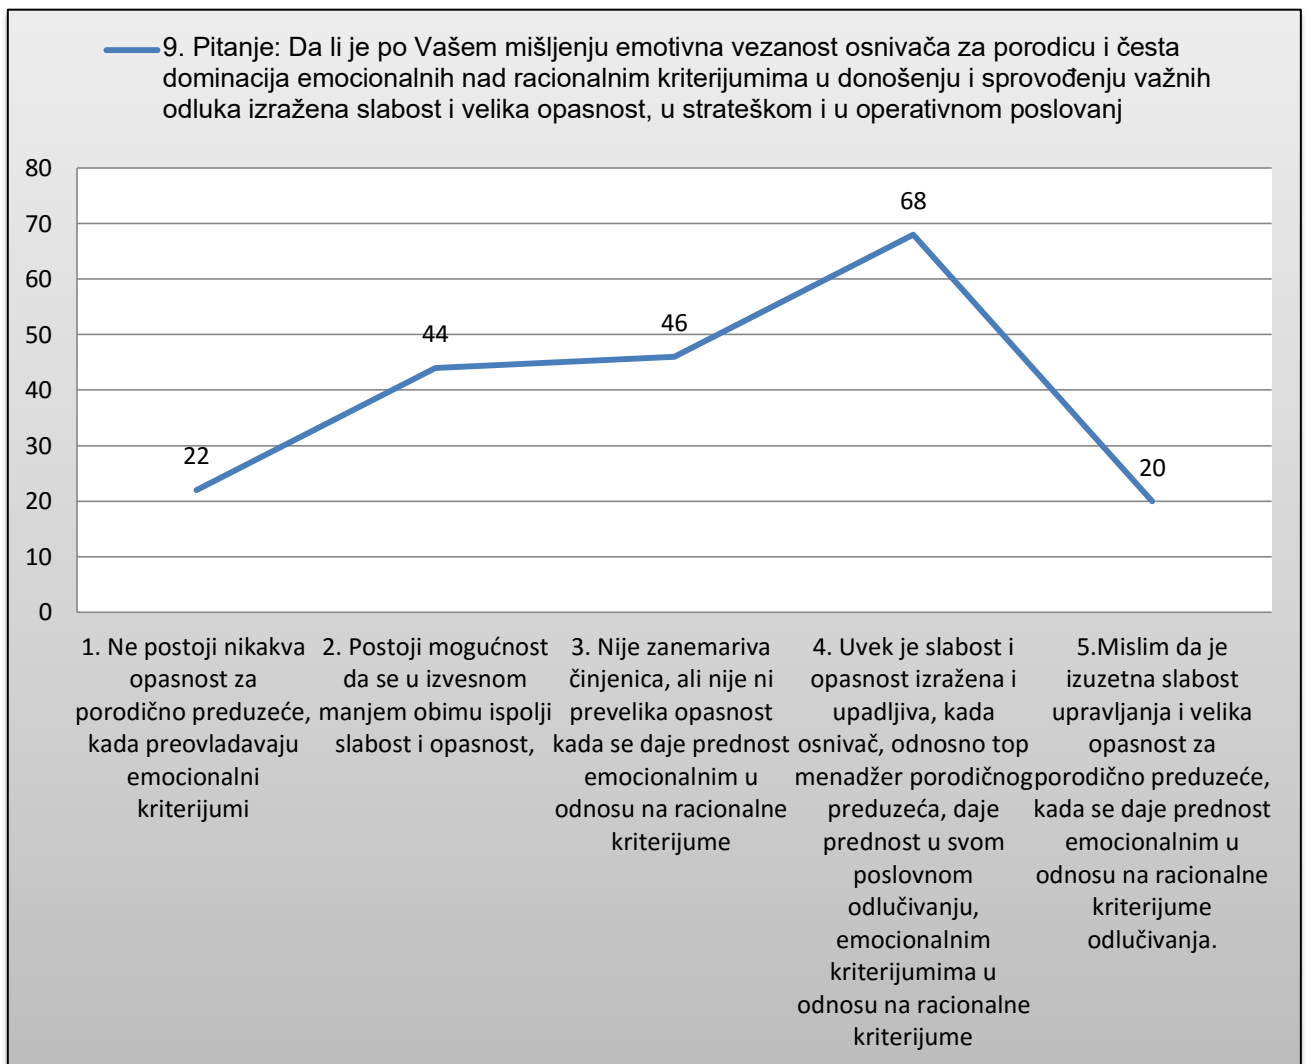 9. Pitanje: Da li je po Vašem mišljenju emotivna vezanost osnivača za porodicu i česta
dominacija emocionalnih nad racionalnim kriterijumima u donošenju i sprovođenju važnih
odluka izražena slabost i velika opasnost, u strateškom i u operativnom poslovanj
80
70
60
50
40
30
20
10
0
22
44
46
68
20
1. Ne postoji nikakva
opasnost za
porodično preduzeće,
kada preovladavaju
emocionalni
kriterijumi
2. Postoji mogućnost
da se u izvesnom
manjem obimu ispolji
slabost i opasnost,
3. Nije zanemariva
činjenica, ali nije ni
prevelika opasnost
kada se daje prednost
emocionalnim u
odnosu na racionalne
kriterijume
4. Uvek je slabost i
opasnost izražena i
upadljiva, kada
osnivač, odnosno top
menadžer porodičnog
preduzeća, daje
prednost u svom
poslovnom
odlučivanju,
emocionalnim
kriterijumima u
odnosu na racionalne
kriterijume
5.Mislim da je
izuzetna slabost
upravljanja i velika
opasnost za
porodično preduzeće,
kada se daje prednost
emocionalnim u
odnosu na racionalne
kriterijume
odlučivanja.